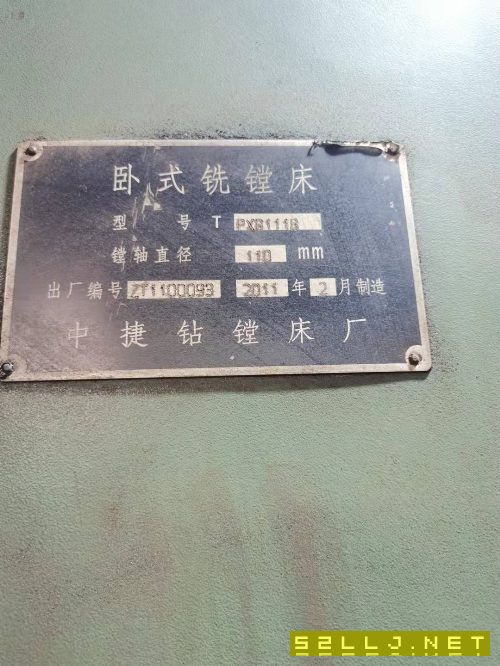 卧式铣镗床
型 号 T PX6111B
镗轴直径 110 mm
出厂编号 ZT1100093 2011 年 2 月制造
中捷钻镗床厂
52LLJ.NET